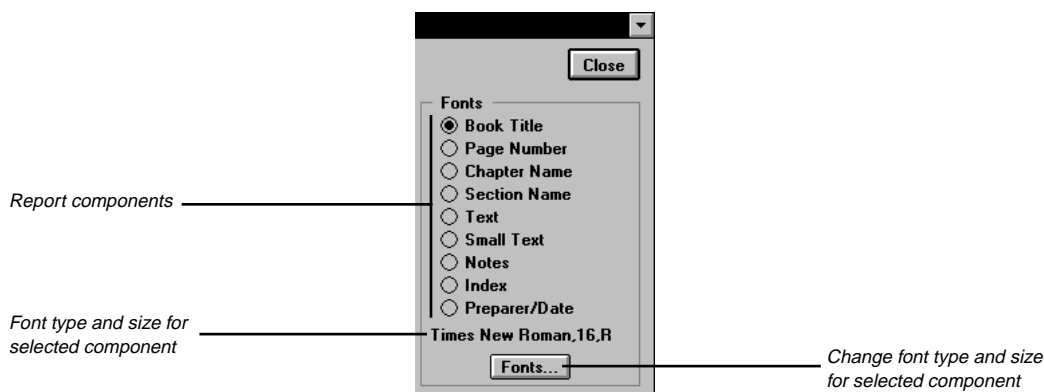 Close
Fonts
Book Title
Page Number
Chapter Name
Section Name
Text
Small Text
Notes
Index
Preparer/Date
Times New Roman,16,R
Fonts...
Report components
Font type and size for
selected component
Change font type and size
for selected component